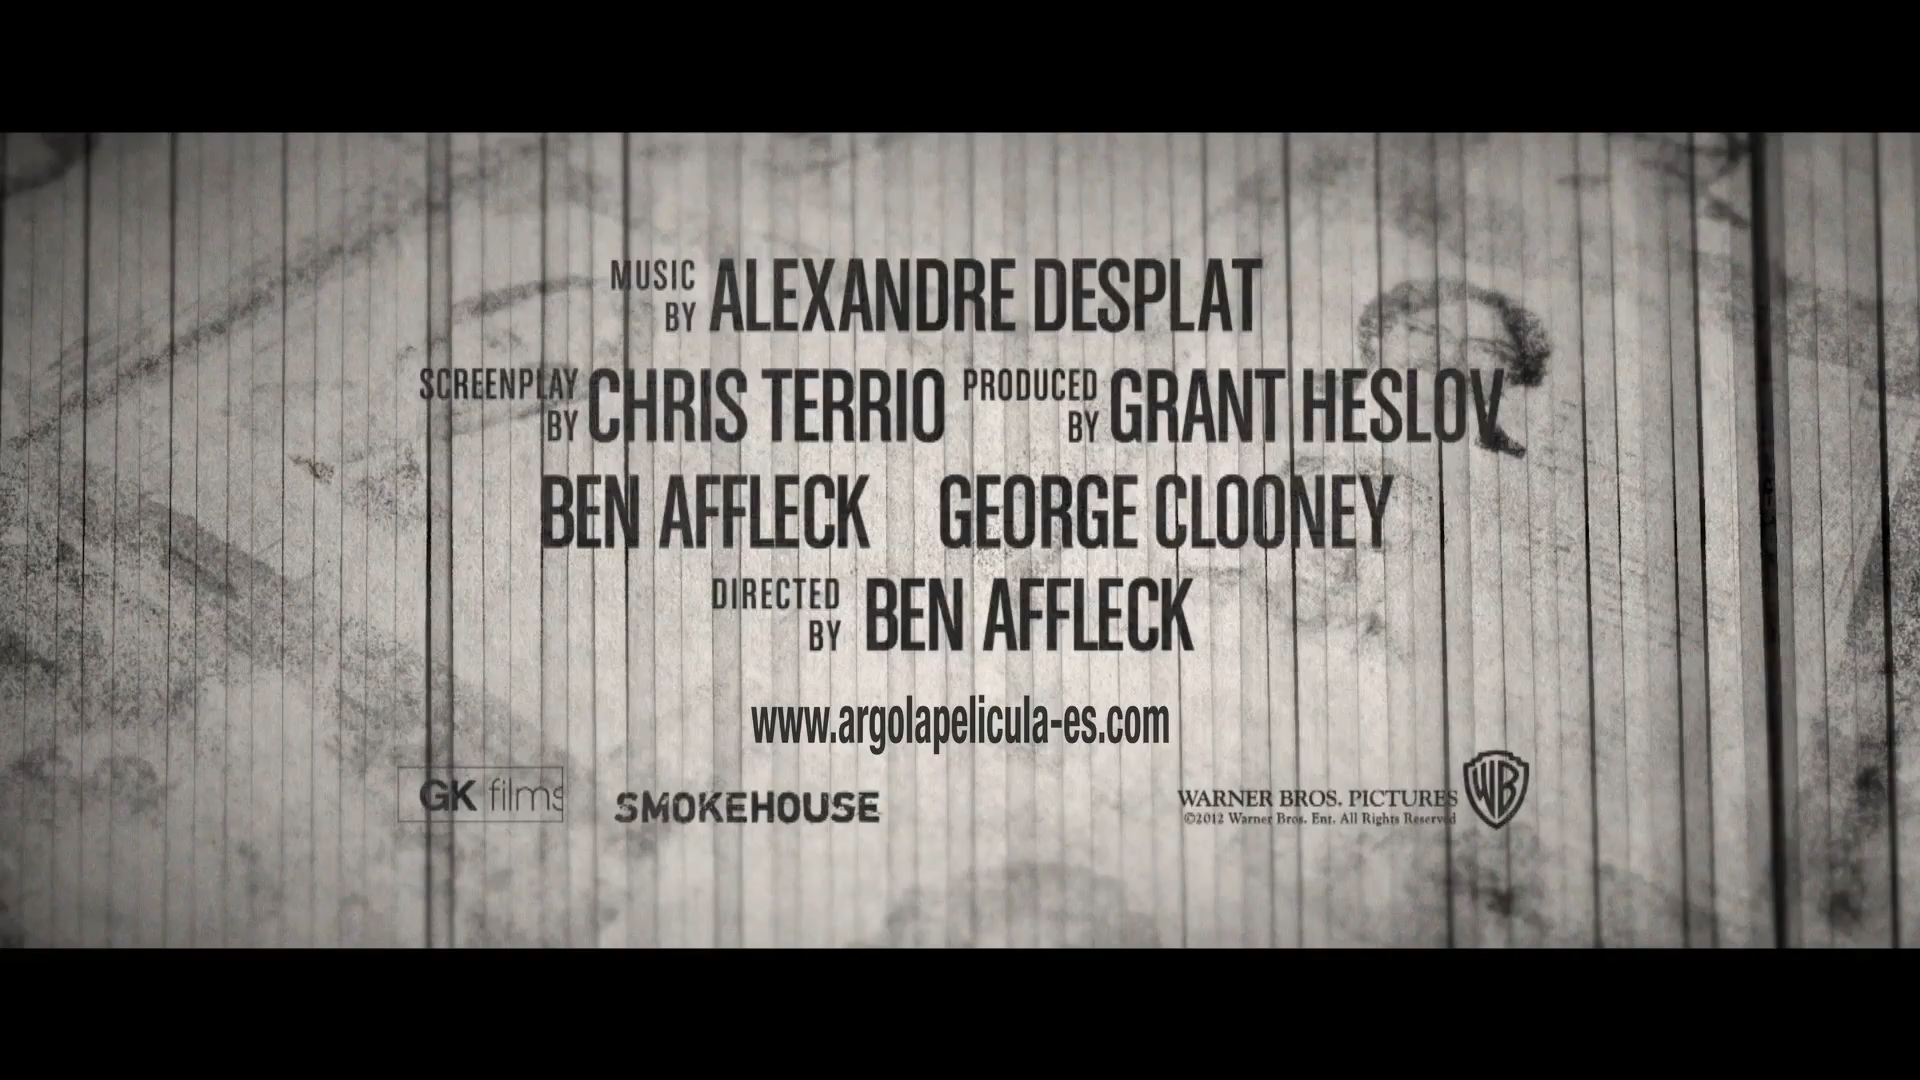 MUSIC BY ALEXANDRE DESPLAT
SCREENPLAY BY CHRIS TERRIO PRODUCED BY GRANT HESLOV
BEN AFFLECK GEORGE CLOONEY
DIRECTED BY BEN AFFLECK
www.argolapelicula-es.com
GK films SMOKEHOUSE WARNER BROS. PICTURES WB
©2012 Warner Bros. Ent. All Rights Reserved